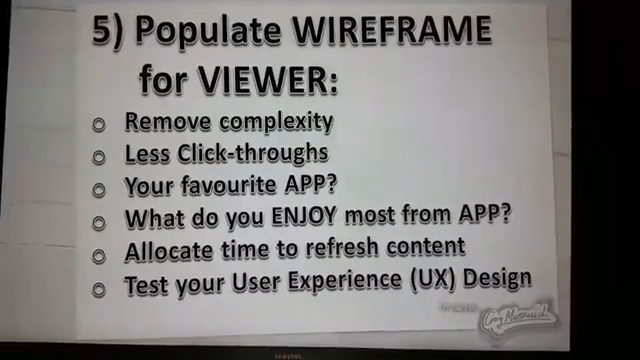 5) Populate WIREFRAME
for VIEWER:
Remove complexity
Less Click-throughs
Your favourite APP?
What do you ENJOY most from APP?
Allocate time to refresh content
Test your User Experience (UX) Design
SAMSUNG